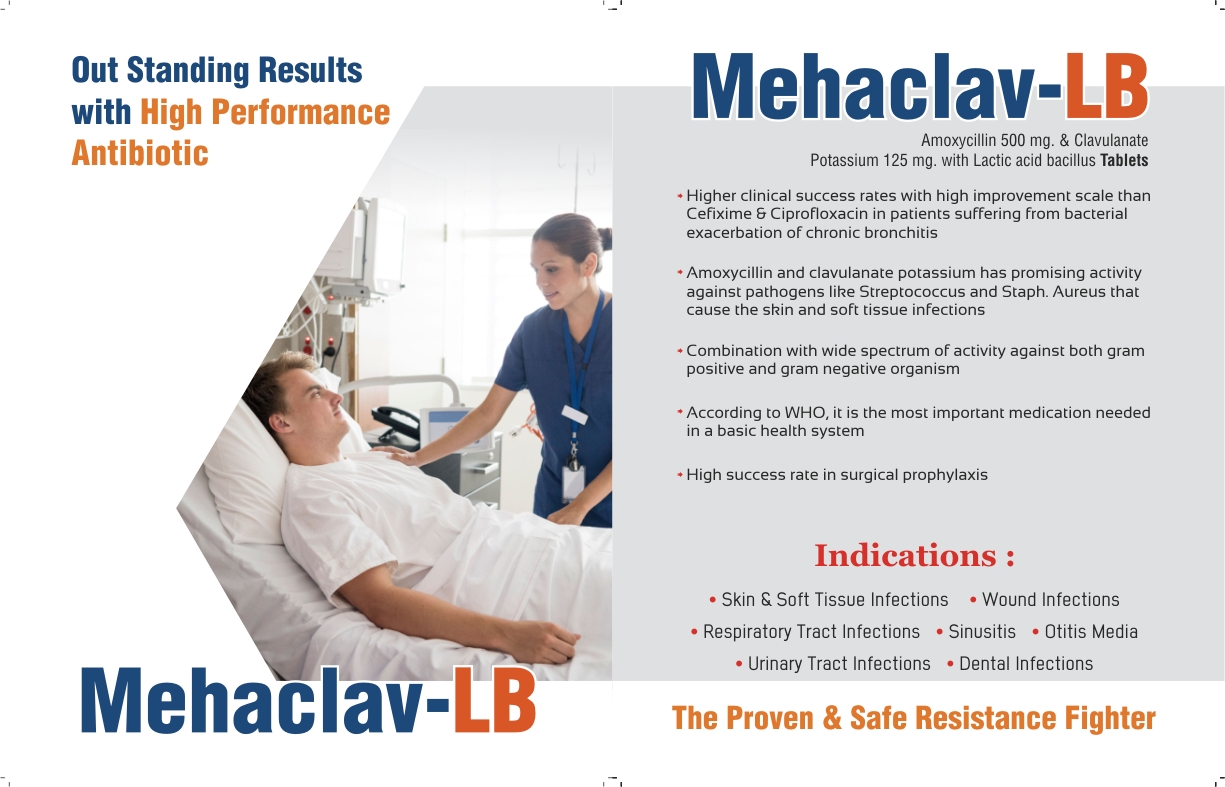 Out Standing Results
with High Performance
Antibiotic
Mehaclav-LB
Mehaclav-LB
Amoxycillin 500 mg. & Clavulanate
Potassium 125 mg. with Lactic acid bacillus Tablets
Higher clinical success rates with high improvement scale than
Cefixime & Ciprofloxacin in patients suffering from bacterial
exacerbation of chronic bronchitis
Amoxycillin and clavulanate potassium has promising activity
against pathogens like Streptococcus and Staph. Aureus that
cause the skin and soft tissue infections
Combination with wide spectrum of activity against both gram
positive and gram negative organism
According to WHO, it is the most important medication needed
in a basic health system
High success rate in surgical prophylaxis
Indications :
• Skin & Soft Tissue Infections • Wound Infections
• Respiratory Tract Infections • Sinusitis • Otitis Media
• Urinary Tract Infections • Dental Infections
The Proven & Safe Resistance Fighter